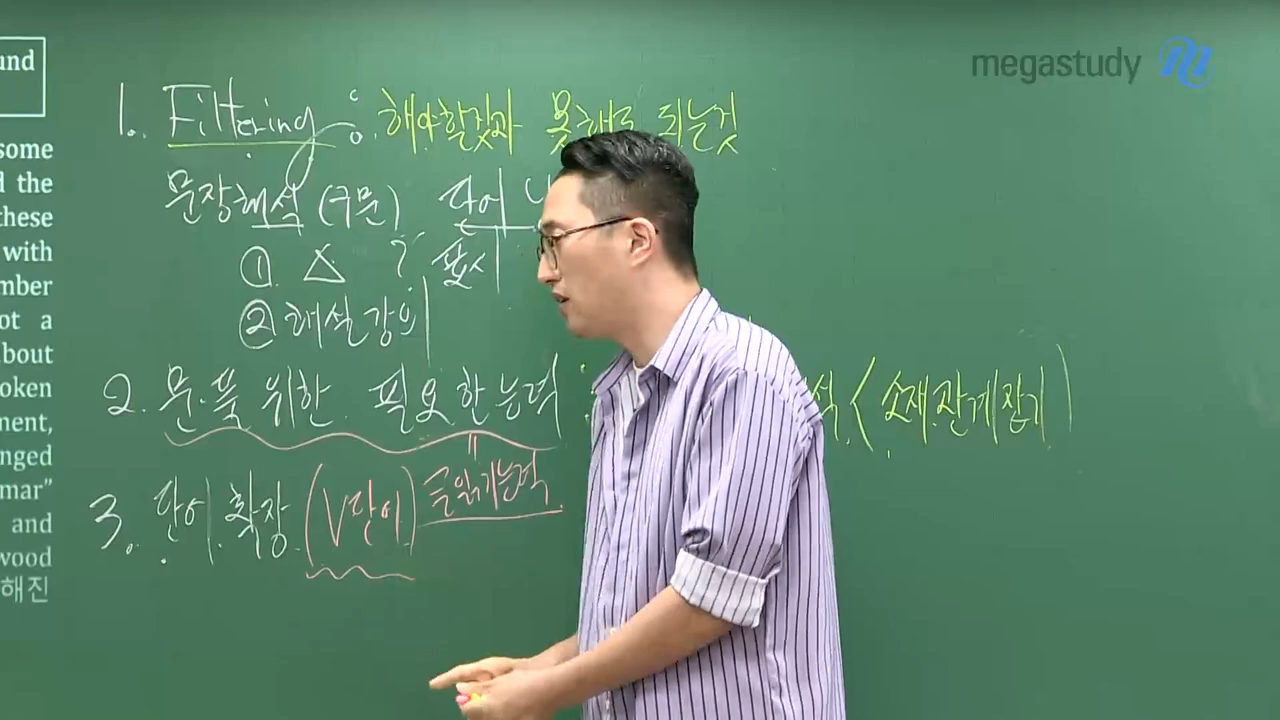 megastudy
und
some
d the
these
with
mber
ot a
bout
oken
ment,
nged
mar"
and
wood
해진
1. Filtering : 해야할것과 못해도 되는것
문장해석 (구문) 단어
① △ ? 표시
② 해설강의
2. 문·풀 위한 필요한 능력 : 식 < 소재.관계잡기
글읽기능력
3. 단어 확장 (V단어)